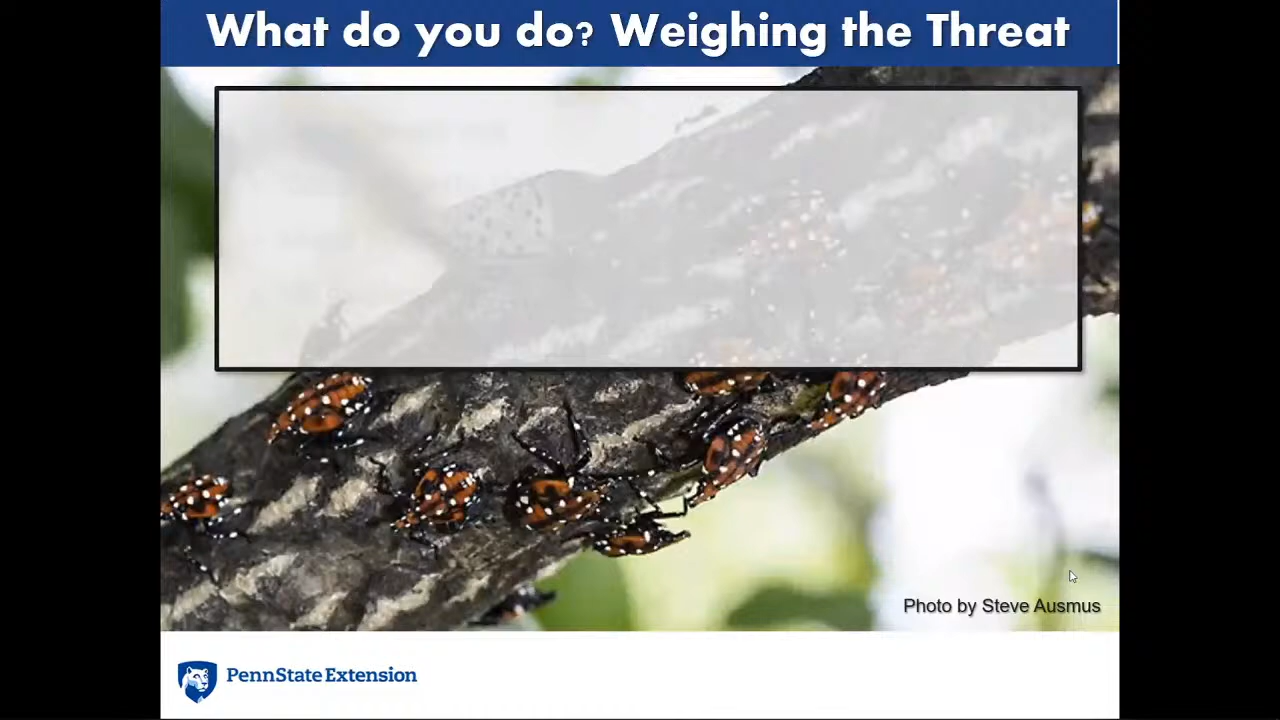 What do you do? Weighing the Threat
Photo by Steve Ausmus
PennState Extension